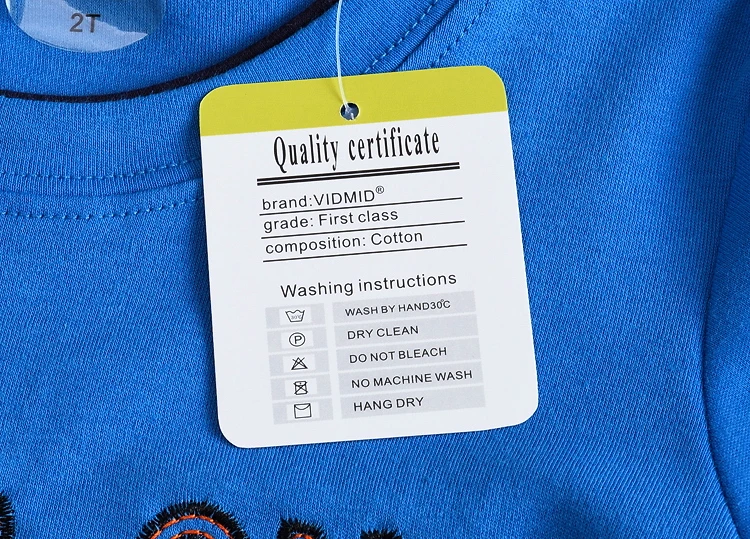 2T
Quality certificate
brand:VIDMID®
grade: First class
composition: Cotton
Washing instructions
WASH BY HAND30℃
P DRY CLEAN
DO NOT BLEACH
NO MACHINE WASH
HANG DRY